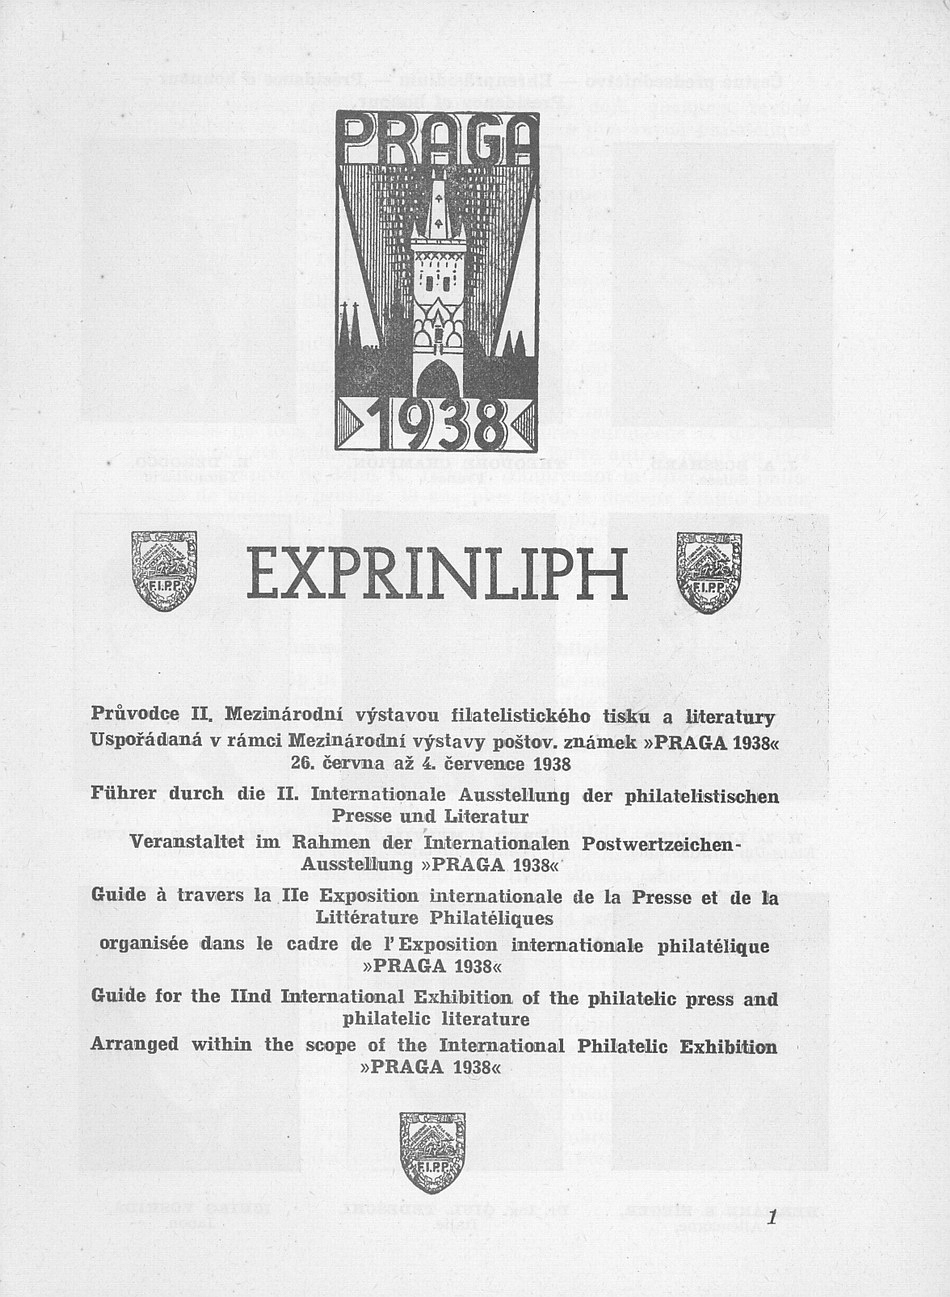 PRAGA
1938
F.I.P.P.
EXPRINLIPH
F.I.P.P.
Průvodce II. Mezinárodní výstavou filatelistického tisku a literatury
Uspořádaná v rámci Mezinárodní výstavy poštov. známek »PRAGA 1938«
26. června až 4. července 1938
Führer durch die II. Internationale Ausstellung der philatelistischen
Presse und Literatur
Veranstaltet im Rahmen der Internationalen Postwertzeichen-
Ausstellung »PRAGA 1938«
Guide à travers la IIe Exposition internationale de la Presse et de la
Littérature Philatéliques
organisée dans le cadre de l'Exposition internationale philatélique
»PRAGA 1938«
Guide for the IInd International Exhibition of the philatelic press and
philatelic literature
Arranged within the scope of the International Philatelic Exhibition
»PRAGA 1938«
F.I.P.P.
1